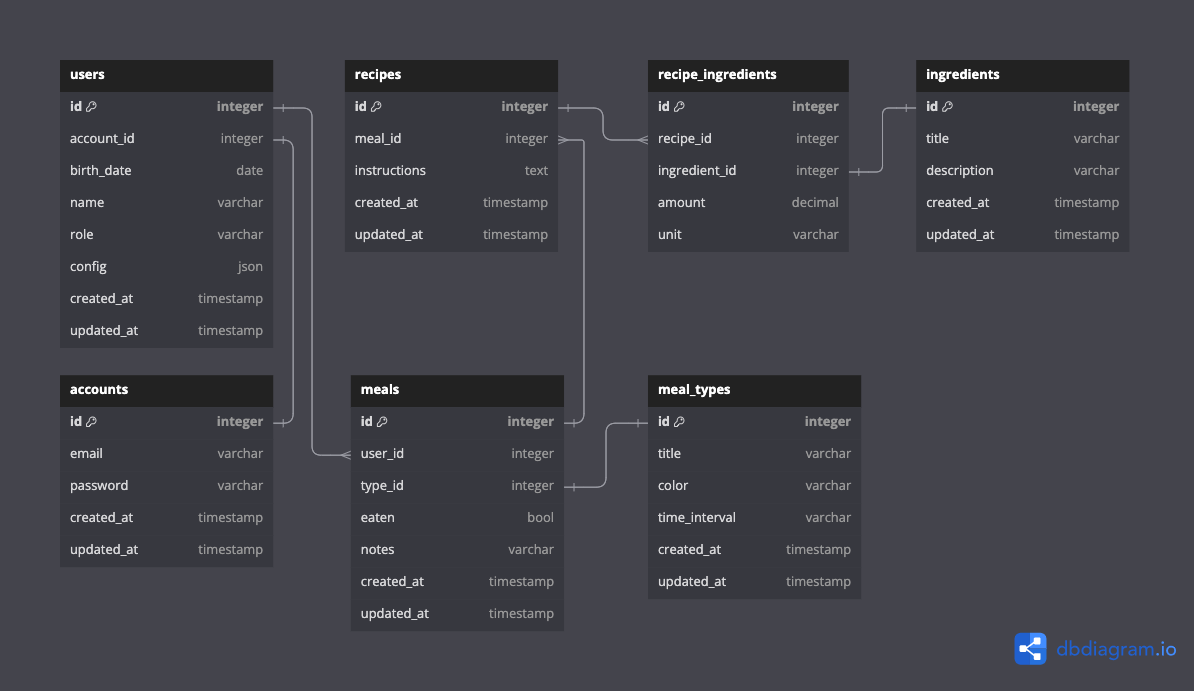 users
id integer
account_id integer
birth_date date
name varchar
role varchar
config json
created_at timestamp
updated_at timestamp
recipes
id integer
meal_id integer
instructions text
created_at timestamp
updated_at timestamp
recipe_ingredients
id integer
recipe_id integer
ingredient_id integer
amount decimal
unit varchar
ingredients
id integer
title varchar
description varchar
created_at timestamp
updated_at timestamp
accounts
id integer
email varchar
password varchar
created_at timestamp
updated_at timestamp
meals
id integer
user_id integer
type_id integer
eaten bool
notes varchar
created_at timestamp
updated_at timestamp
meal_types
id integer
title varchar
color varchar
time_interval varchar
created_at timestamp
updated_at timestamp
dbdiagram.io